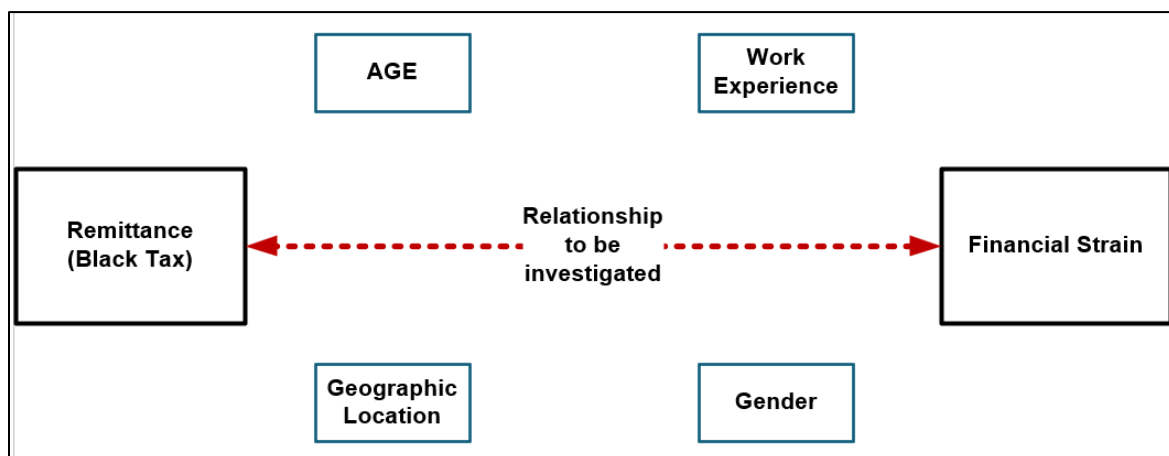 AGE
Work
Experience
Remittance
(Black Tax)
Relationship
to be
investigated
Financial Strain
Geographic
Location
Gender